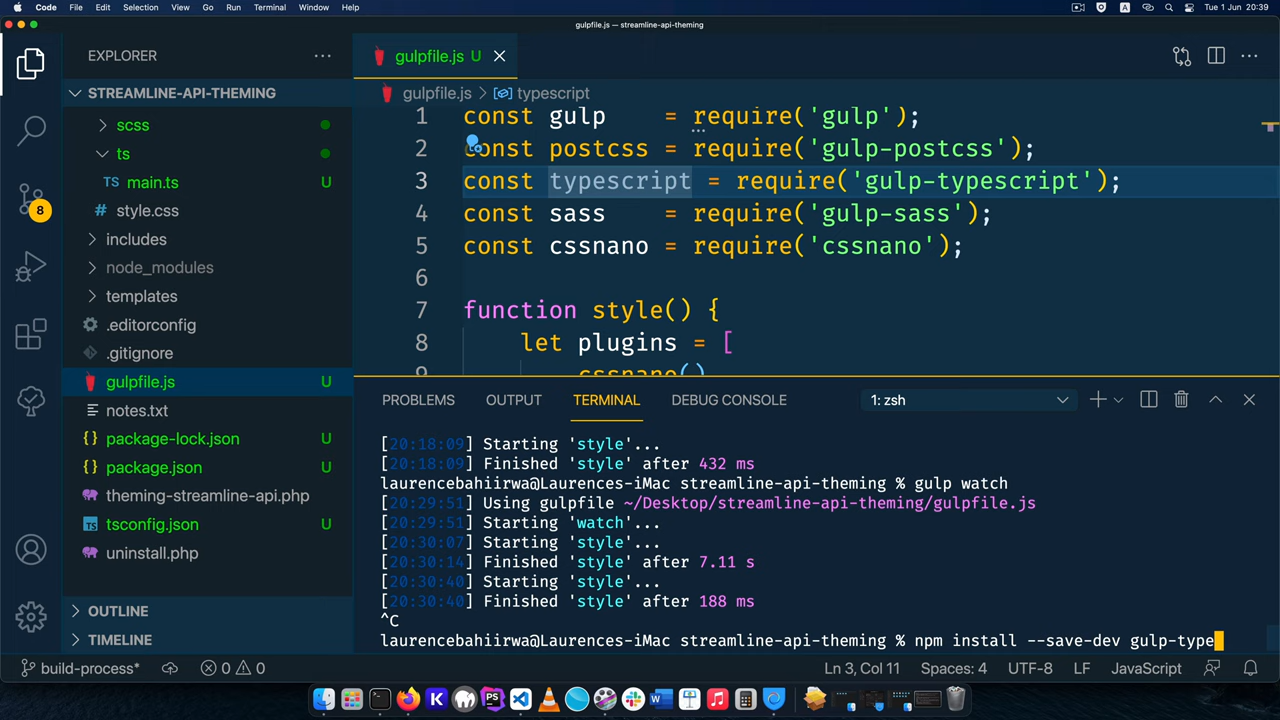 Code File Edit Selection View Go Run Terminal Window Help A Tue 1 Jun 20:39
gulpfile.js — streamline-api-theming
EXPLORER
gulpfile.js U
STREAMLINE-API-THEMING
gulpfile.js > typescript
scss
ts
TS main.ts U
# style.css
includes
node_modules
templates
.editorconfig
.gitignore
gulpfile.js U
notes.txt
{} package-lock.json U
{} package.json U
theming-streamline-api.php
TS tsconfig.json U
uninstall.php
OUTLINE
TIMELINE
8
1 const gulp = require('gulp');
2 const postcss = require('gulp-postcss');
3 const typescript = require('gulp-typescript');
4 const sass = require('gulp-sass');
5 const cssnano = require('cssnano');
6
7 function style() {
8 let plugins = [
9 cssnano()
PROBLEMS OUTPUT TERMINAL DEBUG CONSOLE 1: zsh
[20:18:09] Starting 'style'...
[20:18:09] Finished 'style' after 432 ms
laurencebahiirwa@Laurences-iMac streamline-api-theming % gulp watch
[20:29:51] Using gulpfile ~/Desktop/streamline-api-theming/gulpfile.js
[20:29:51] Starting 'watch'...
[20:30:07] Starting 'style'...
[20:30:14] Finished 'style' after 7.11 s
[20:30:40] Starting 'style'...
[20:30:40] Finished 'style' after 188 ms
^C
laurencebahiirwa@Laurences-iMac streamline-api-theming % npm install --save-dev gulp-type
build-process* 0 0 Ln 3, Col 11 Spaces: 4 UTF-8 LF JavaScript
K PS W